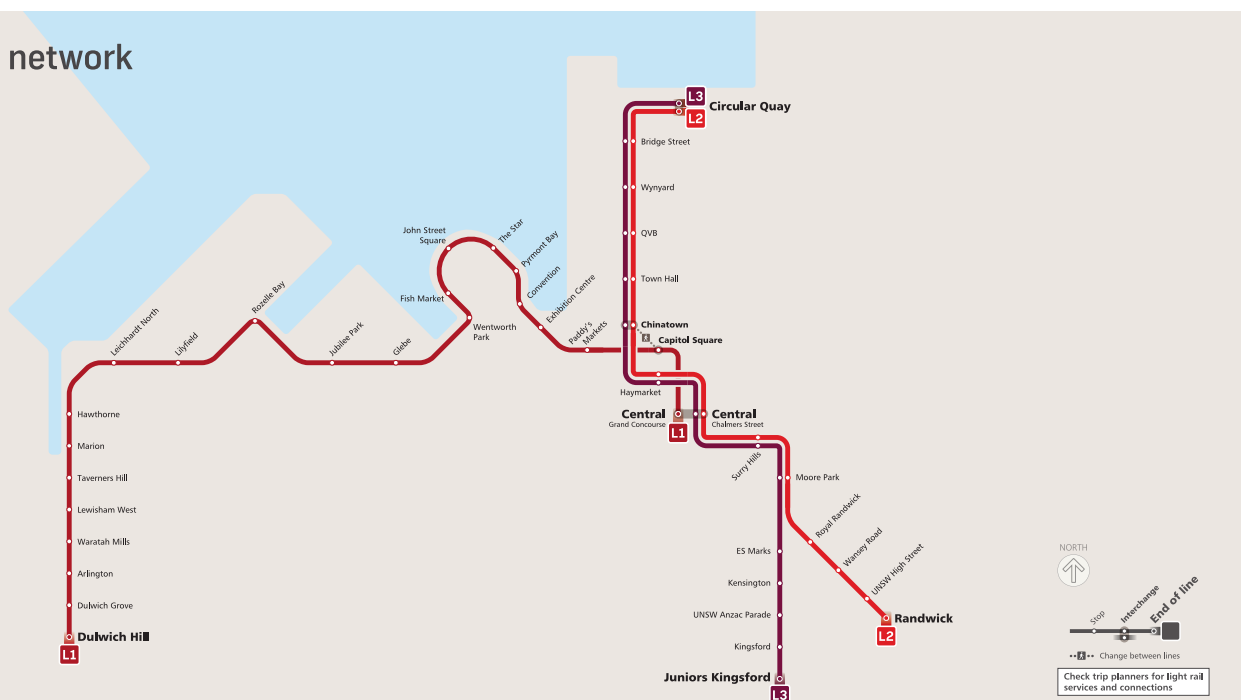 network
L3
Circular Quay
L2
Bridge Street
Wynyard
QVB
Town Hall
Chinatown
Capitol Square
Haymarket
Central
Grand Concourse
L1
Central
Chalmers Street
Surry Hills
Moore Park
Royal Randwick
Wansey Road
UNSW High Street
Randwick
L2
ES Marks
Kensington
UNSW Anzac Parade
Kingsford
Juniors Kingsford
L3
Paddy's
Markets
Exhibition Centre
Convention
Pyrmont Bay
The Star
John Street
Square
Fish Market
Wentworth
Park
Glebe
Jubilee Park
Rozelle Bay
Lilyfield
Leichhardt North
Hawthorne
Marion
Taverners Hill
Lewisham West
Waratah Mills
Arlington
Dulwich Grove
Dulwich Hill
L1
NORTH
Stop
Interchange
End of line
Change between lines
Check trip planners for light rail
services and connections